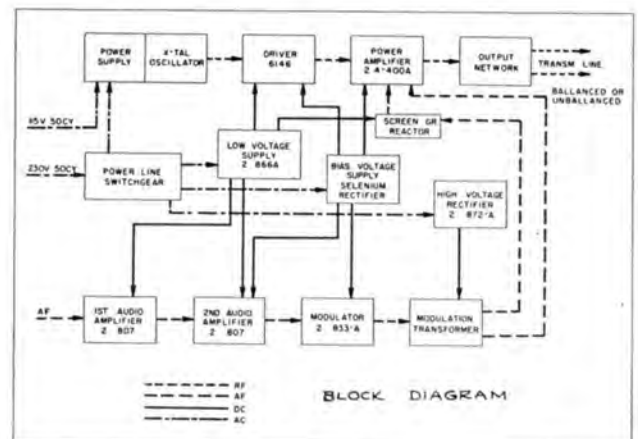 POWER
SUPPLY
X-TAL
OSCILLATOR
DRIVER
6146
POWER
AMPLIFIER
2 4-400A
OUTPUT
NETWORK
TRANSM LINE
BALLANCED OR
UNBALLANCED
115V 50CY
230V 50CY
POWER LINE
SWITCHGEAR
LOW VOLTAGE
SUPPLY
2 866A
SCREEN GR
REACTOR
BIAS VOLTAGE
SUPPLY
SELENIUM
RECTIFIER
HIGH VOLTAGE
RECTIFIER
2 872-A
AF
1ST AUDIO
AMPLIFIER
2 807
2ND AUDIO
AMPLIFIER
2 807
MODULATOR
2 833-A
MODULATION
TRANSFORMER
RF
AF
DC
AC
BLOCK DIAGRAM